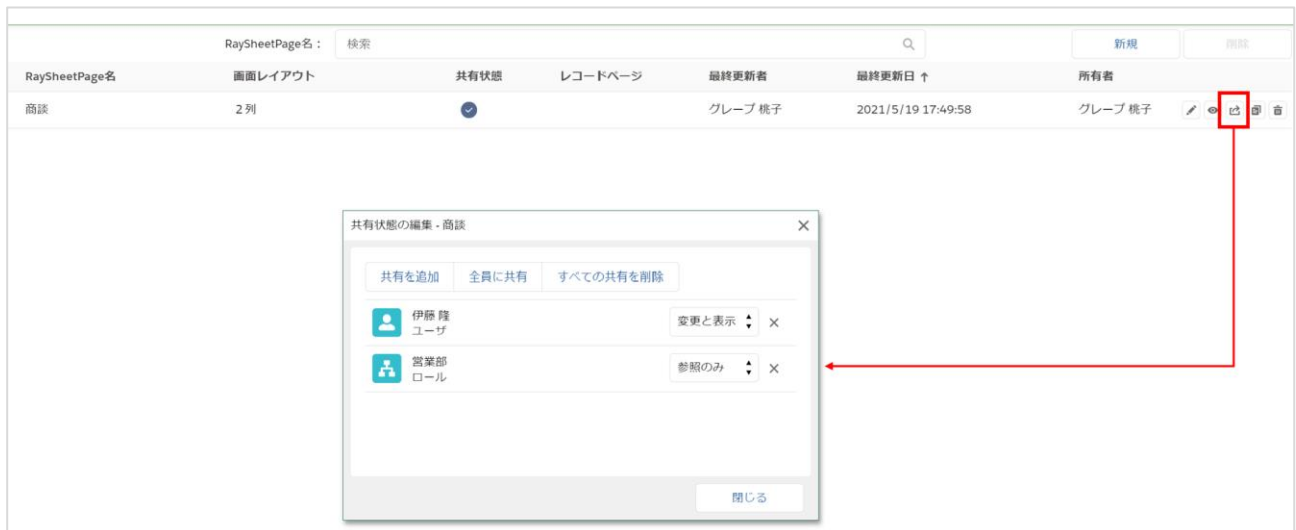 RaySheetPage名： 検索 新規 削除
RaySheetPage名 画面レイアウト 共有状態 レコードページ 最終更新者 最終更新日 ↑ 所有者
商談 2 列 グレープ 桃子 2021/5/19 17:49:58 グレープ 桃子
共有状態の編集 - 商談
共有を追加 全員に共有 すべての共有を削除
伊藤 隆 変更と表示
ユーザ
営業部 参照のみ
ロール
閉じる